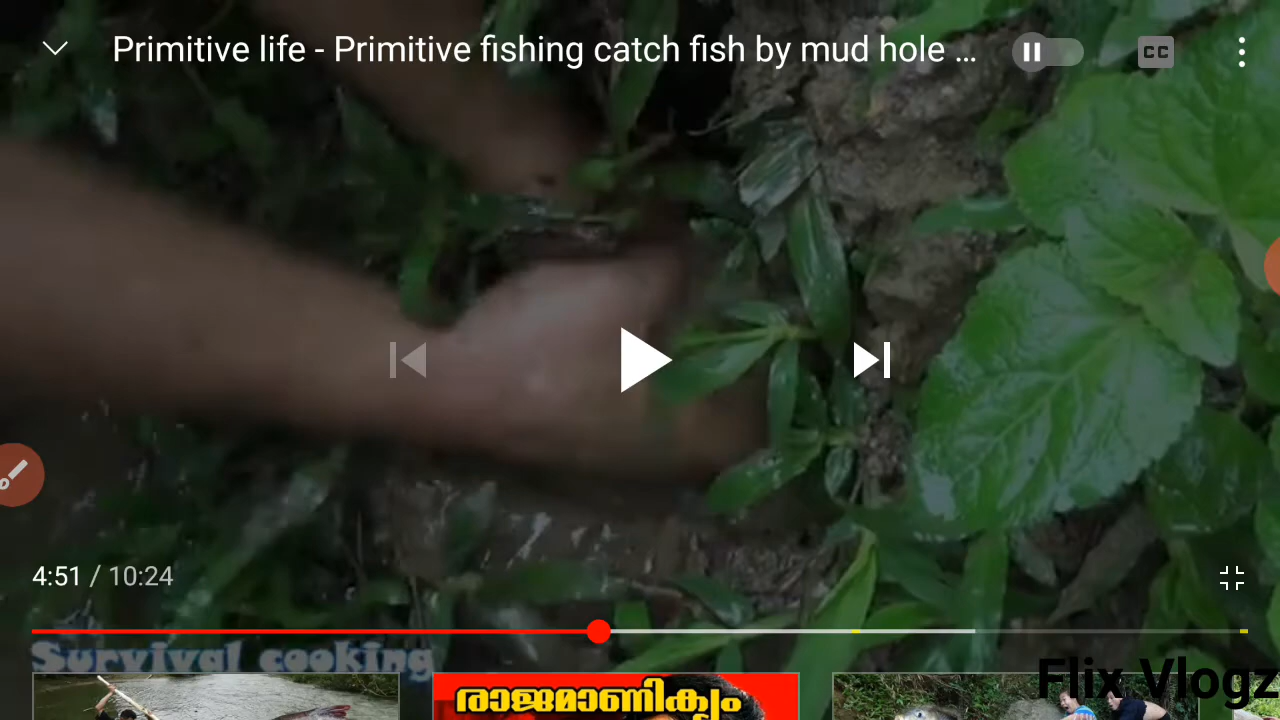 Primitive life - Primitive fishing catch fish by mud hole ...
CC
4:51 / 10:24
Survival cooking
രാജമാണിക്യം
Flix Vlogz